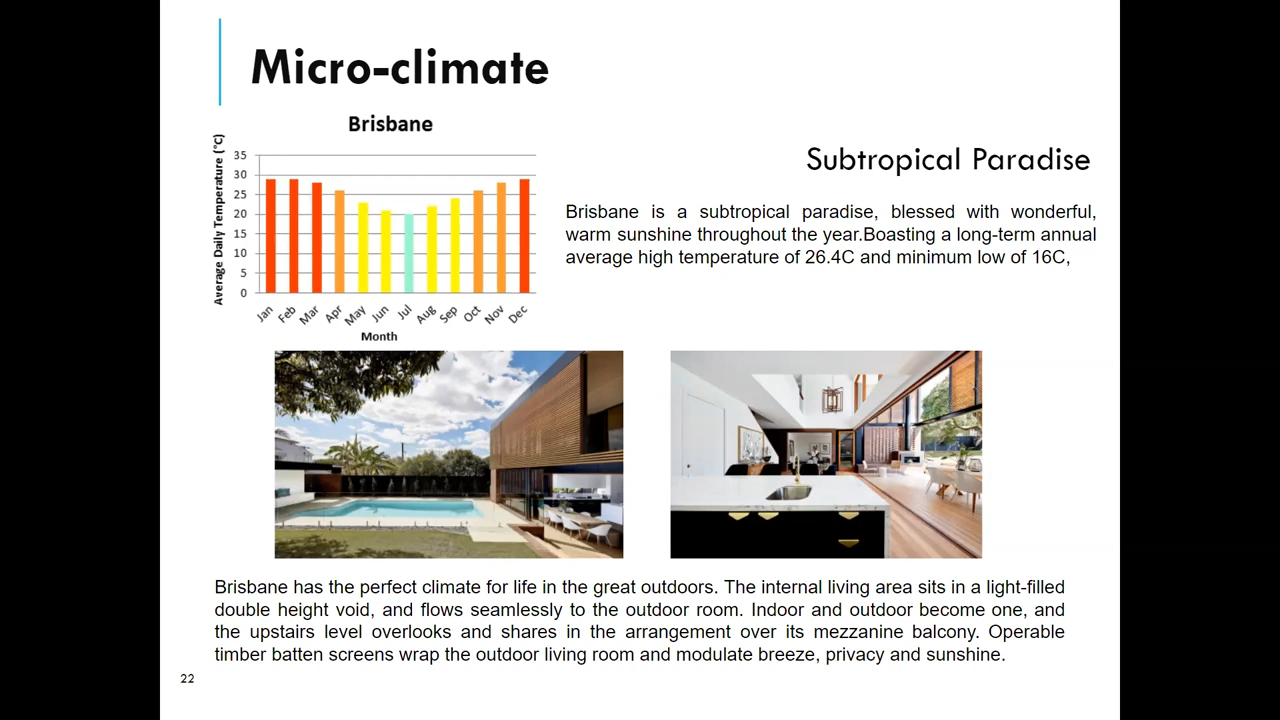 Micro-climate
Brisbane
Average Daily Temperature (°C)
35
30
25
20
15
10
5
0
Jan Feb Mar Apr May Jun Jul Aug Sep Oct Nov Dec
Month
Subtropical Paradise
Brisbane is a subtropical paradise, blessed with wonderful,
warm sunshine throughout the year.Boasting a long-term annual
average high temperature of 26.4C and minimum low of 16C,
Brisbane has the perfect climate for life in the great outdoors. The internal living area sits in a light-filled
double height void, and flows seamlessly to the outdoor room. Indoor and outdoor become one, and
the upstairs level overlooks and shares in the arrangement over its mezzanine balcony. Operable
timber batten screens wrap the outdoor living room and modulate breeze, privacy and sunshine.
22